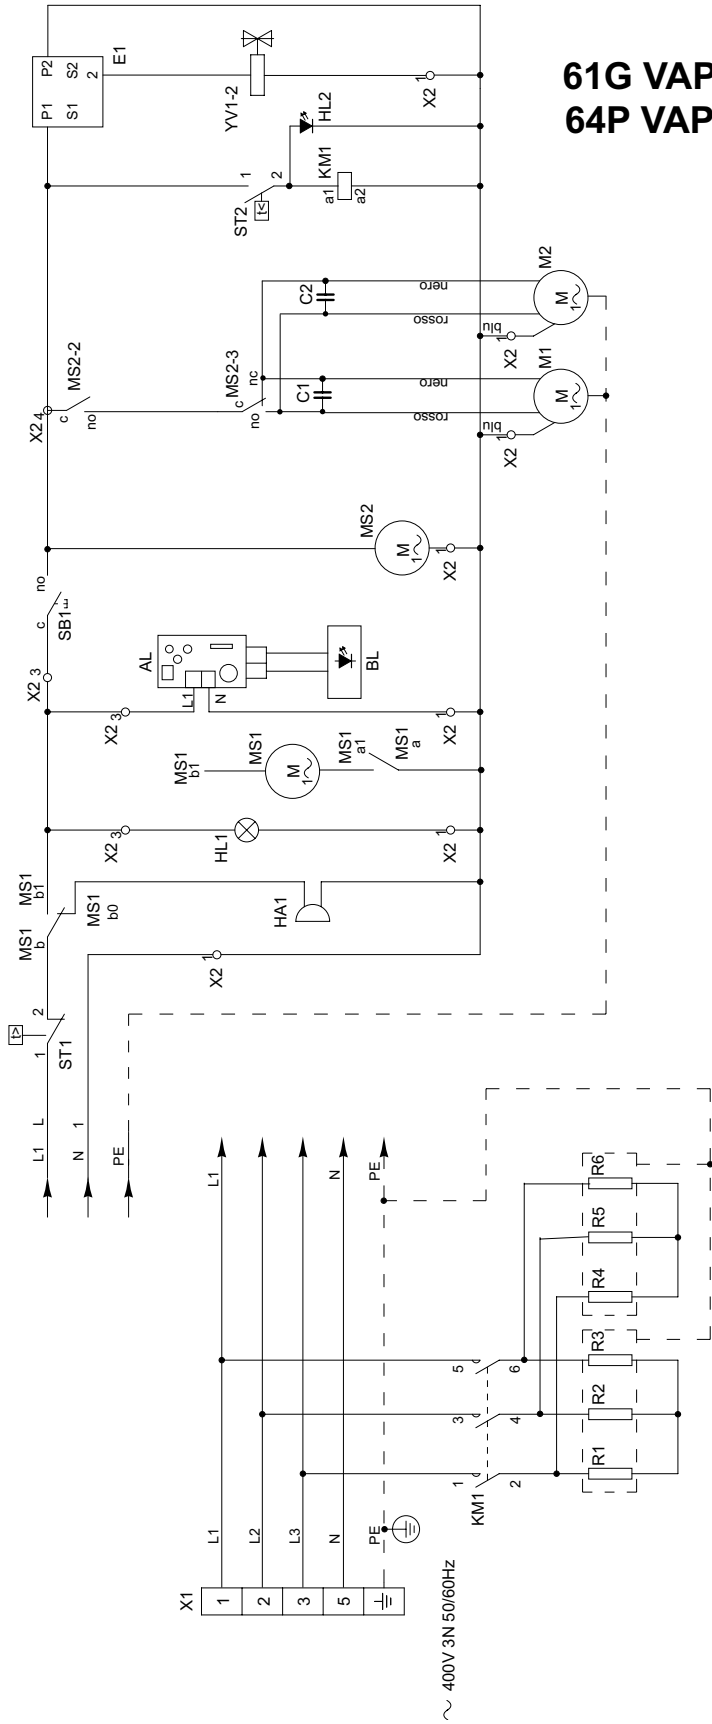 61G VAP
64P VAP
P1 P2
S1 S2
2
E1
YV1-2
X2 1
HL2
1
2
ST2
t<
KM1
a1
a2
X2 4
MS2-2
c
no
MS2-3
c
no
nc
C1
C2
rosso
nero
blu
rosso
nero
blu
X2 1
X2 1
M1
M 1
M2
M 1
MS2
M 1
X2 1
c
no
SB1
X2 3
X2 3
AL
L1
N
BL
X2 1
MS1
b1
MS1
M 1
MS1
a1
MS1
a
X2 3
HL1
X2 1
MS1
b
MS1
b1
MS1
b0
HA1
X2 1
t>
1
2
ST1
L1 L
N 1
PE
X1
1
2
3
5
L1
L2
L3
N
PE
L1
N
PE
KM1
1
2
3
4
5
6
R1
R2
R3
R4
R5
R6
~ 400V 3N 50/60Hz